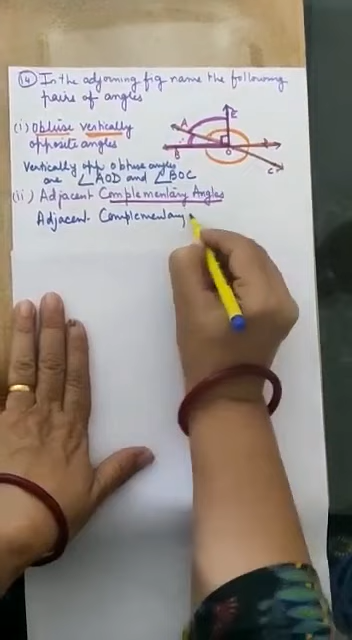 14 In the adjoining fig name the following
pairs of angles
(i) Obtuse vertically
opposite angles
Vertically opp. obtuse angles
are ∠AOD and ∠BOC
(ii) Adjacent Complementary Angles
Adjacent Complementary
E
A
B
O
C